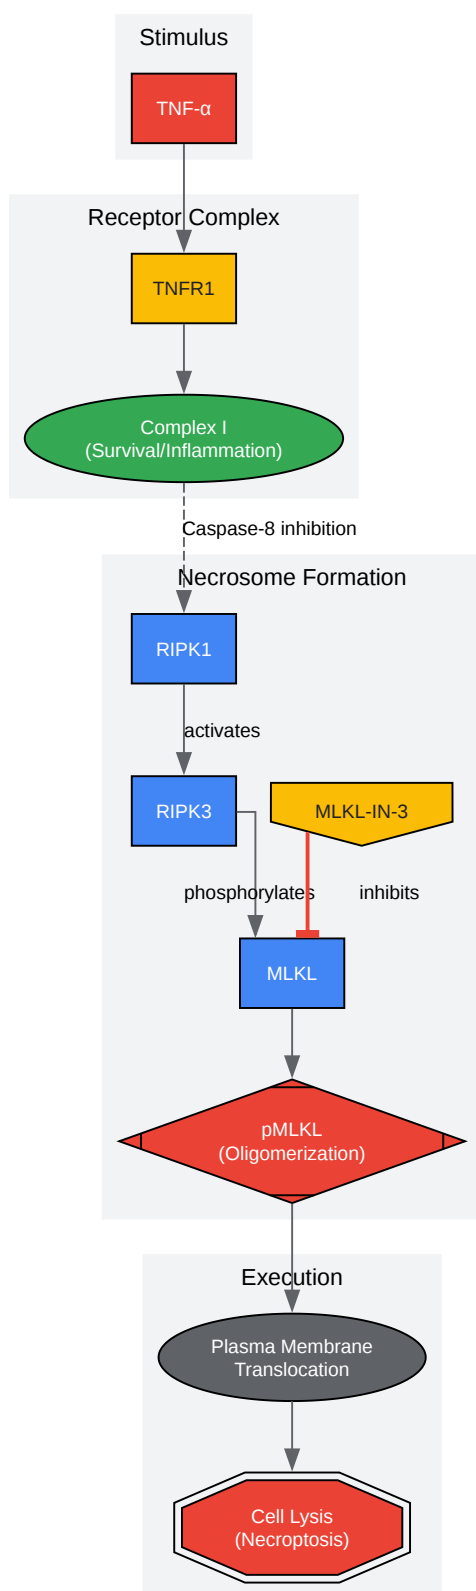 Stimulus
TNF-α
Receptor Complex
TNFR1
Complex I
(Survival/Inflammation)
Caspase-8 inhibition
Necrosome Formation
RIPK1
activates
RIPK3
MLKL-IN-3
phosphorylates
inhibits
MLKL
pMLKL
(Oligomerization)
Execution
Plasma Membrane
Translocation
Cell Lysis
(Necroptosis)